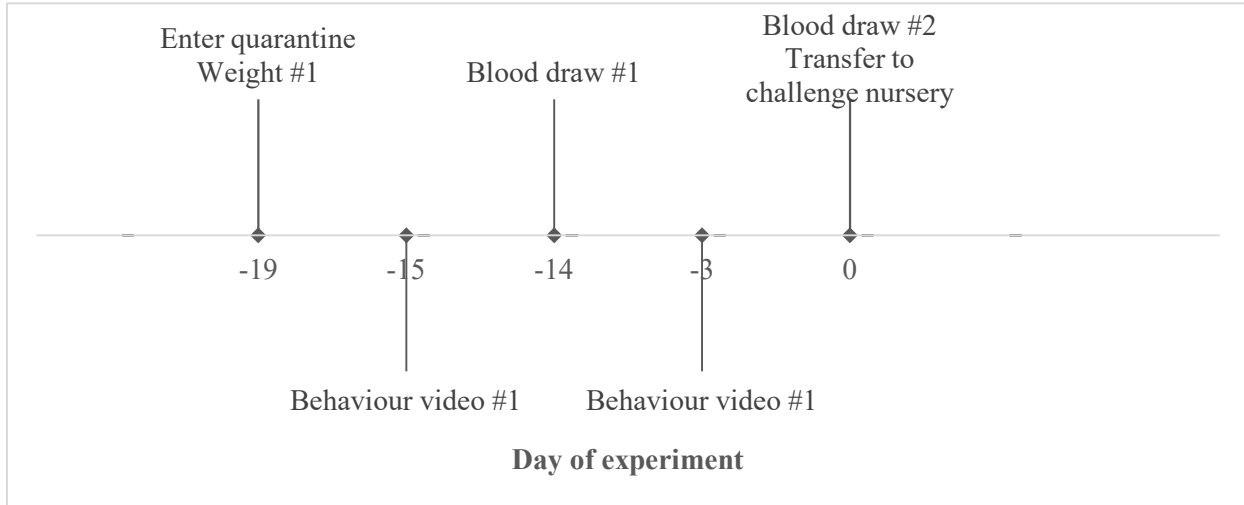 Enter quarantine
Weight #1
Blood draw #1
Blood draw #2
Transfer to
challenge nursery
-19
-15
-14
-3
0
Behaviour video #1
Behaviour video #1
Day of experiment